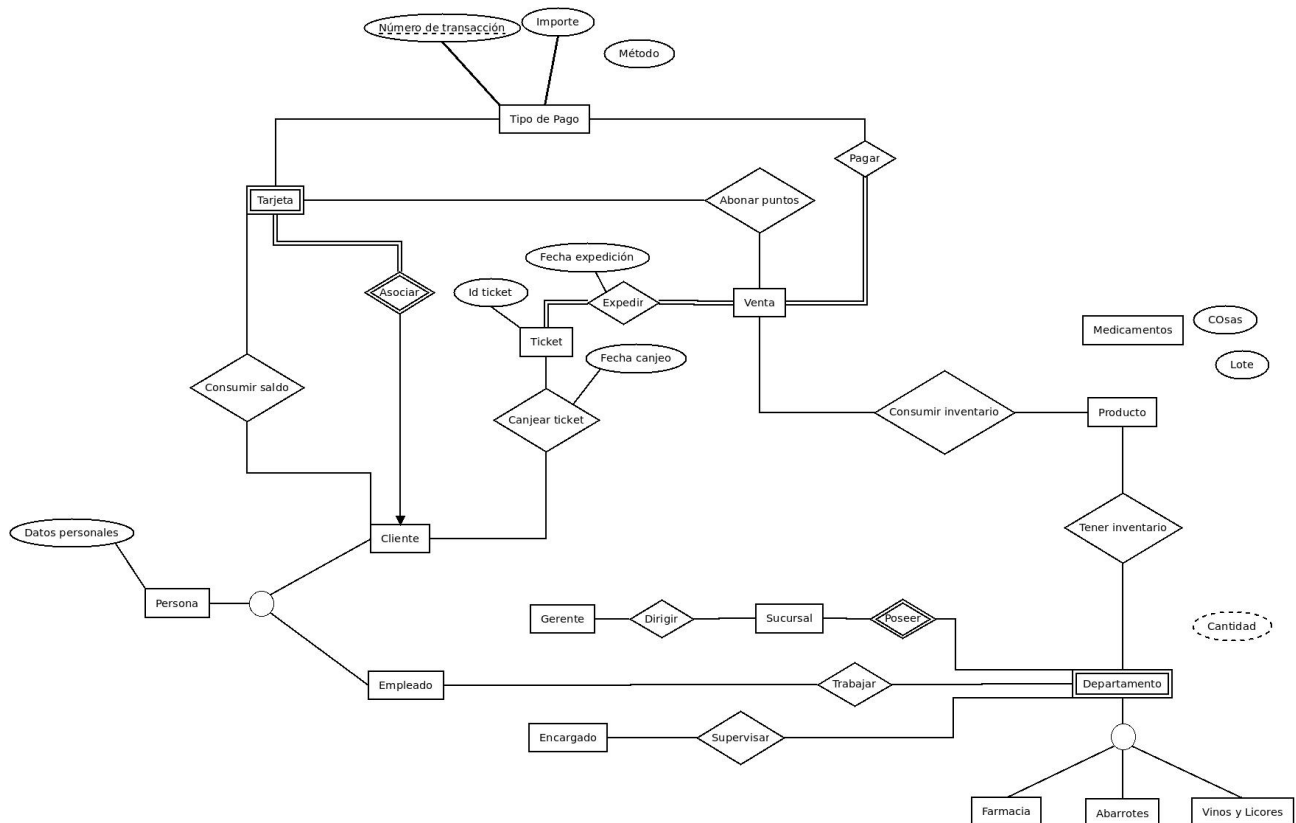 Número de transacción
Importe
Método
Tipo de Pago
Pagar
Tarjeta
Abonar puntos
Fecha expedición
Asociar
Id ticket
Expedir
Venta
COsas
Medicamentos
Ticket
Fecha canjeo
Lote
Consumir saldo
Canjear ticket
Consumir inventario
Producto
Datos personales
Cliente
Tener inventario
Persona
Gerente
Dirigir
Sucursal
Poseer
Cantidad
Empleado
Trabajar
Departamento
Encargado
Supervisar
Farmacia
Abarrotes
Vinos y Licores